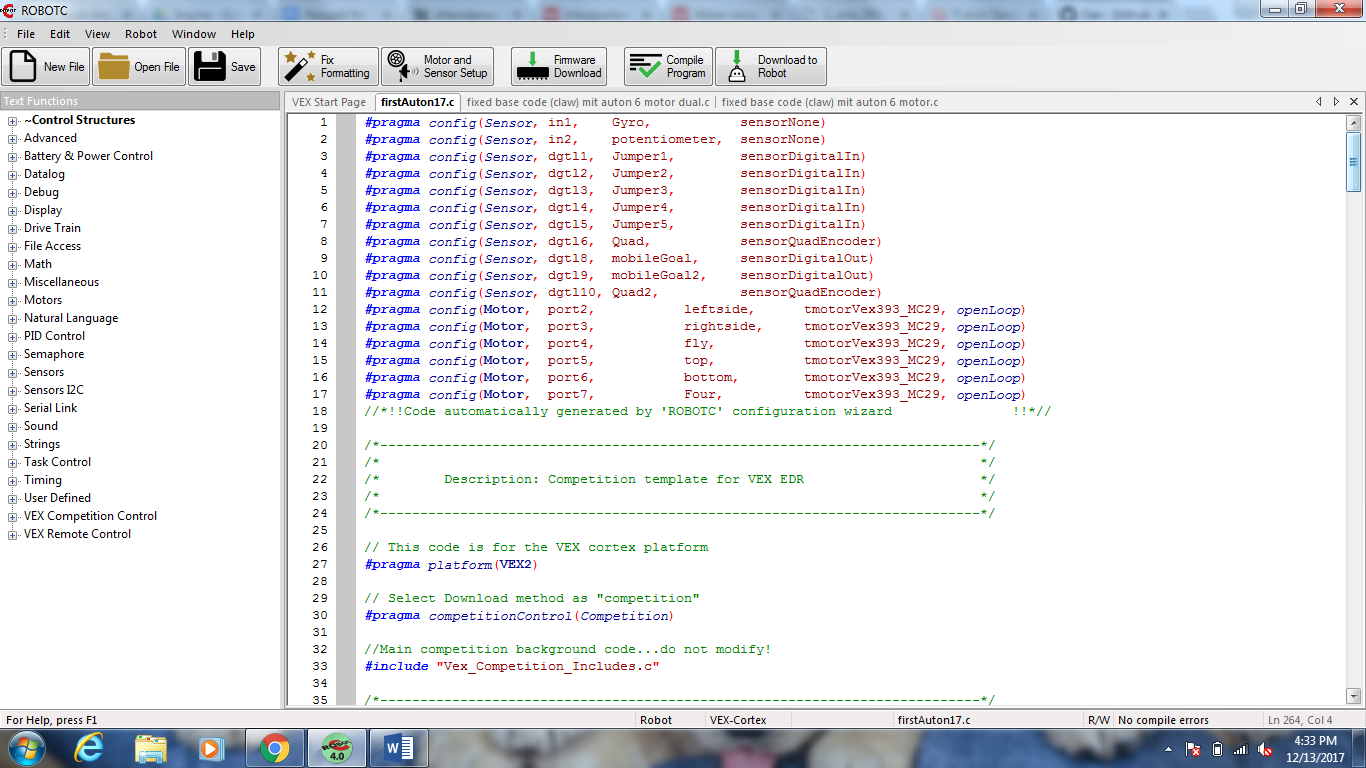 ROBOTC
File Edit View Robot Window Help
New File Open File Save Fix Formatting Motor and Sensor Setup Firmware Download Compile Program Download to Robot
Text Functions
~Control Structures
Advanced
Battery & Power Control
Datalog
Debug
Display
Drive Train
File Access
Math
Miscellaneous
Motors
Natural Language
PID Control
Semaphore
Sensors
Sensors I2C
Serial Link
Sound
Strings
Task Control
Timing
User Defined
VEX Competition Control
VEX Remote Control
VEX Start Page firstAuton17.c fixed base code (claw) mit auton 6 motor dual.c fixed base code (claw) mit auton 6 motor.c
1 #pragma config(Sensor, in1,    Gyro,           sensorNone)
2 #pragma config(Sensor, in2,    potentiometer,  sensorNone)
3 #pragma config(Sensor, dgtl1,  Jumper1,        sensorDigitalIn)
4 #pragma config(Sensor, dgtl2,  Jumper2,        sensorDigitalIn)
5 #pragma config(Sensor, dgtl3,  Jumper3,        sensorDigitalIn)
6 #pragma config(Sensor, dgtl4,  Jumper4,        sensorDigitalIn)
7 #pragma config(Sensor, dgtl5,  Jumper5,        sensorDigitalIn)
8 #pragma config(Sensor, dgtl6,  Quad,           sensorQuadEncoder)
9 #pragma config(Sensor, dgtl8,  mobileGoal,     sensorDigitalOut)
10 #pragma config(Sensor, dgtl9,  mobileGoal2,    sensorDigitalOut)
11 #pragma config(Sensor, dgtl10, Quad2,          sensorQuadEncoder)
12 #pragma config(Motor,  port2,           leftside,      tmotorVex393_MC29, openLoop)
13 #pragma config(Motor,  port3,           rightside,     tmotorVex393_MC29, openLoop)
14 #pragma config(Motor,  port4,           fly,           tmotorVex393_MC29, openLoop)
15 #pragma config(Motor,  port5,           top,           tmotorVex393_MC29, openLoop)
16 #pragma config(Motor,  port6,           bottom,        tmotorVex393_MC29, openLoop)
17 #pragma config(Motor,  port7,           Four,          tmotorVex393_MC29, openLoop)
18 //*!!Code automatically generated by 'ROBOTC' configuration wizard               !!*//
19
20 /*---------------------------------------------------------------------------*/
21 /*                                                                           */
22 /*        Description: Competition template for VEX EDR                      */
23 /*                                                                           */
24 /*---------------------------------------------------------------------------*/
25
26 // This code is for the VEX cortex platform
27 #pragma platform(VEX2)
28
29 // Select Download method as "competition"
30 #pragma competitionControl(Competition)
31
32 //Main competition background code...do not modify!
33 #include "Vex_Competition_Includes.c"
34
35 /*---------------------------------------------------------------------------*/
For Help, press F1 Robot VEX-Cortex firstAuton17.c R/W No compile errors Ln 264, Col 4
4.0 4:33 PM
12/13/2017